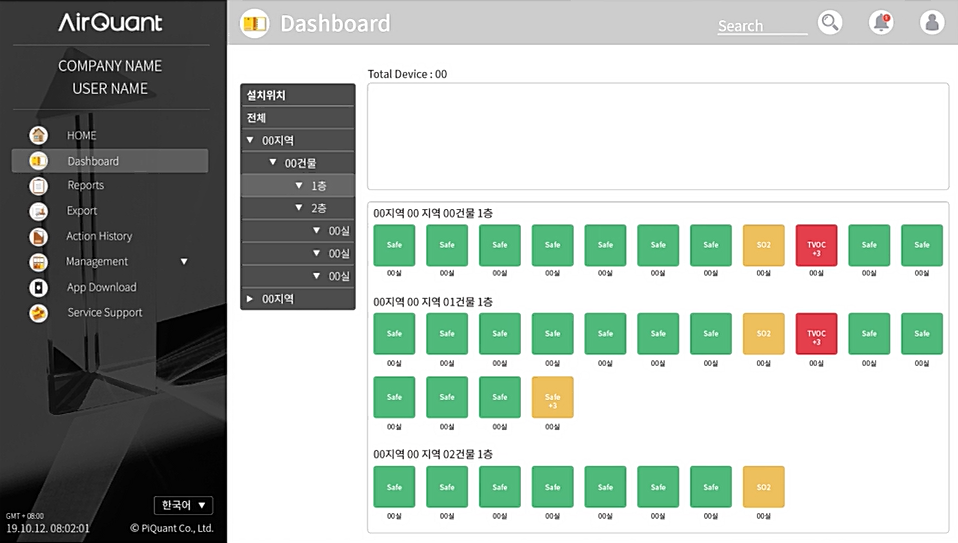 AirQuant
COMPANY NAME
USER NAME
HOME
Dashboard
Reports
Export
Action History
Management ▼
App Download
Service Support
한국어 ▼
GMT + 08:00
19.10.12. 08:02:01
© PiQuant Co., Ltd.
Dashboard
Search
Total Device : 00
설치위치
전체
▼ 00지역
▼ 00건물
▼ 1층
▼ 2층
▼ 00실
▼ 00실
▼ 00실
▶ 00지역
00지역 00 지역 00건물 1층
Safe Safe Safe Safe Safe Safe Safe SO2 TVOC +3 Safe Safe
00실 00실 00실 00실 00실 00실 00실 00실 00실 00실 00실
00지역 00 지역 01건물 1층
Safe Safe Safe Safe Safe Safe Safe SO2 TVOC +3 Safe Safe
00실 00실 00실 00실 00실 00실 00실 00실 00실 00실 00실
Safe Safe Safe Safe +3
00실 00실 00실 00실
00지역 00 지역 02건물 1층
Safe Safe Safe Safe Safe Safe Safe SO2
00실 00실 00실 00실 00실 00실 00실 00실